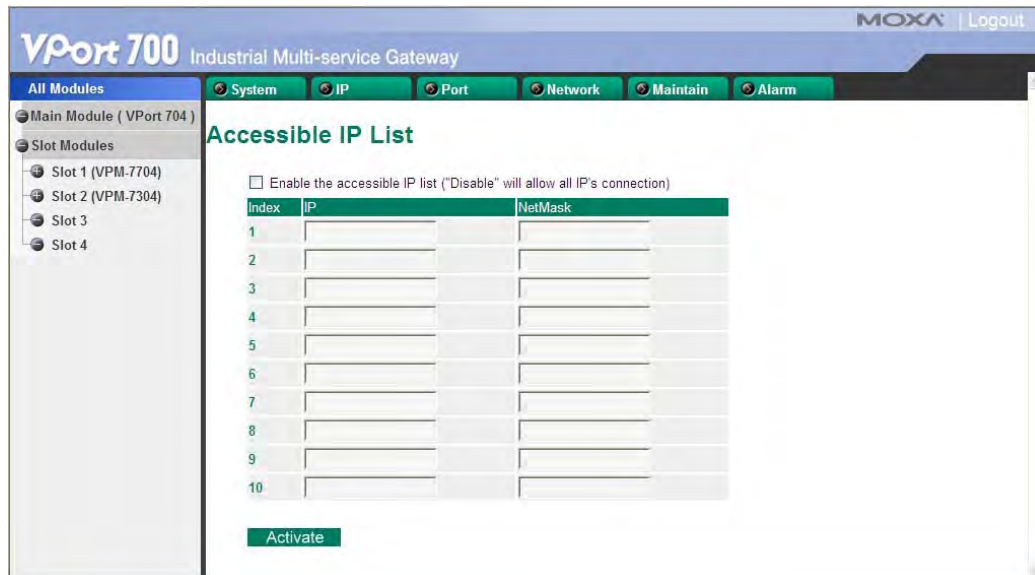 MOXA | Logout
VPort 700 Industrial Multi-service Gateway
All Modules
System IP Port Network Maintain Alarm
Main Module ( VPort 704 )
Slot Modules
Slot 1 (VPM-7704)
Slot 2 (VPM-7304)
Slot 3
Slot 4
Accessible IP List
Enable the accessible IP list ("Disable" will allow all IP's connection)
Index IP NetMask
1
2
3
4
5
6
7
8
9
10
Activate